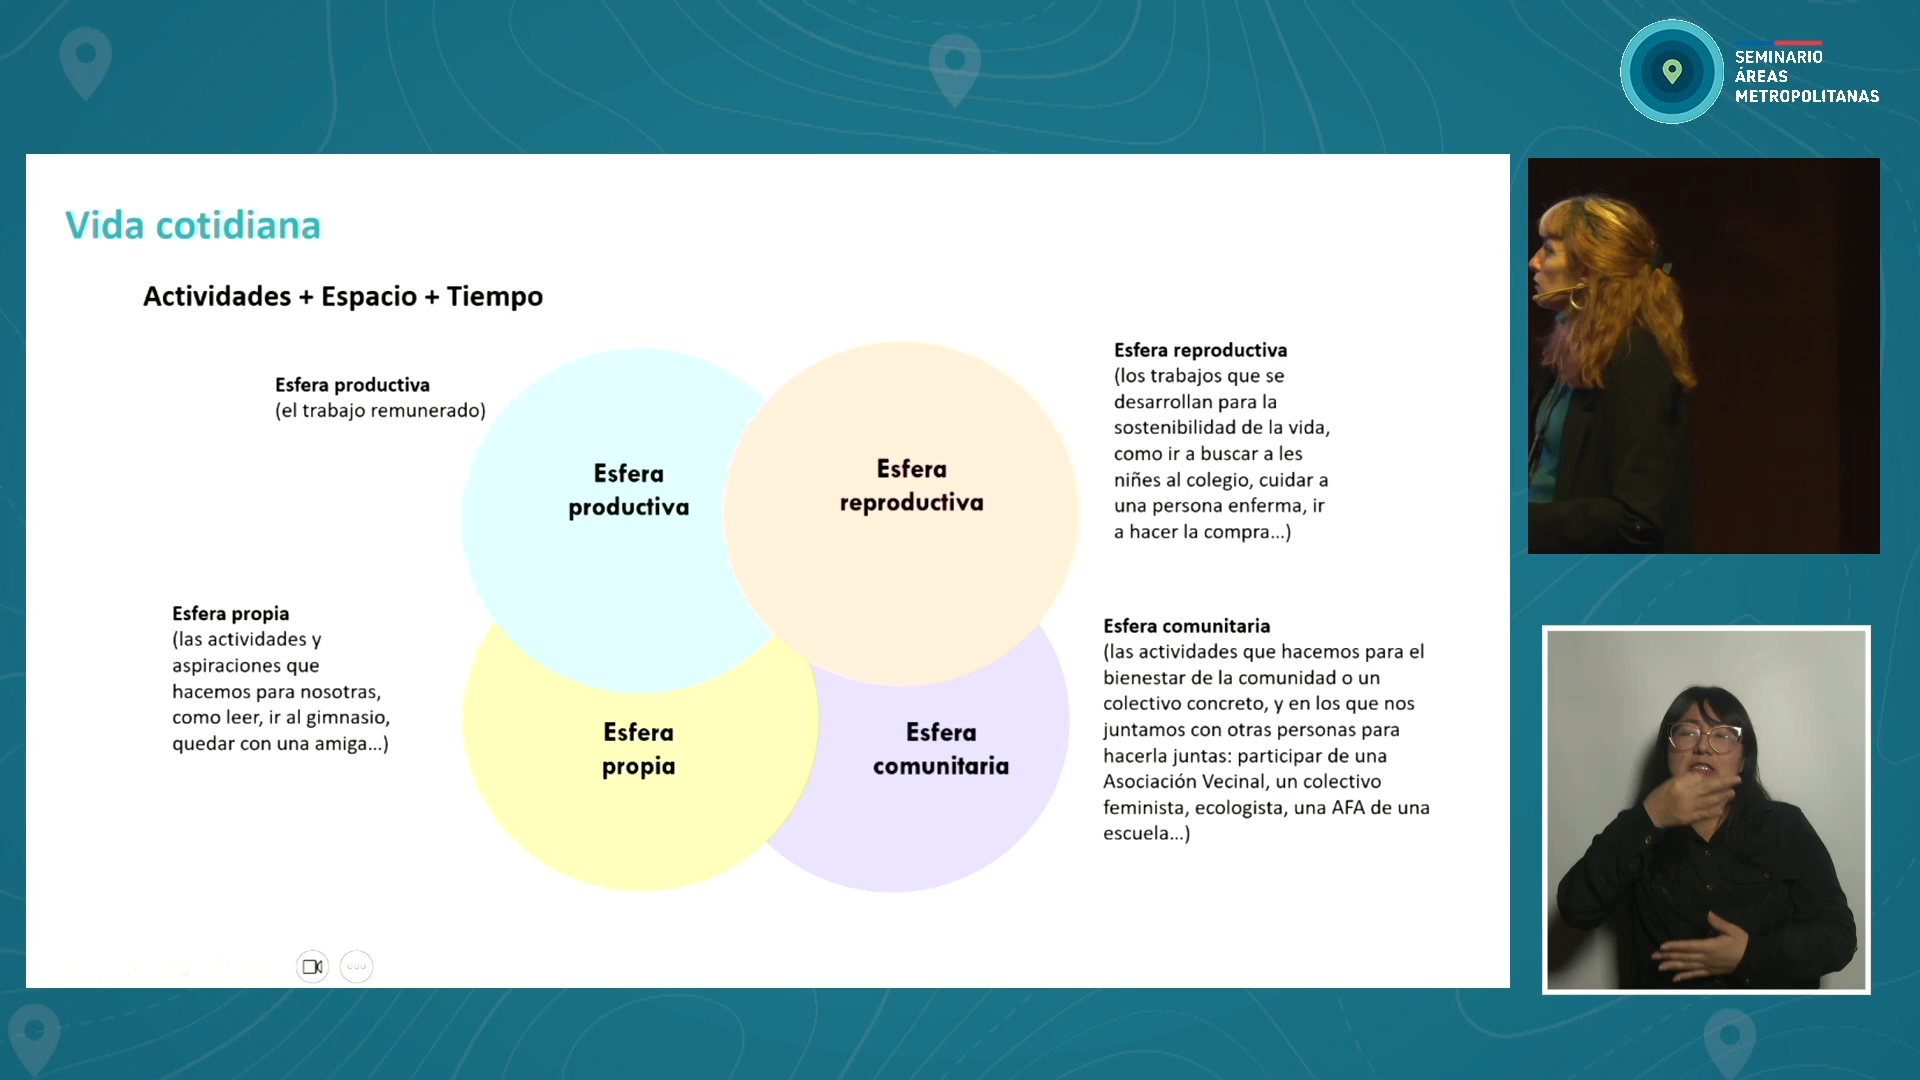 SEMINARIO
ÁREAS
METROPOLITANAS
Vida cotidiana
Actividades + Espacio + Tiempo
Esfera productiva
(el trabajo remunerado)
Esfera
productiva
Esfera
reproductiva
Esfera reproductiva
(los trabajos que se
desarrollan para la
sostenibilidad de la vida,
como ir a buscar a les
niñes al colegio, cuidar a
una persona enferma, ir
a hacer la compra...)
Esfera propia
(las actividades y
aspiraciones que
hacemos para nosotras,
como leer, ir al gimnasio,
quedar con una amiga...)
Esfera
propia
Esfera
comunitaria
Esfera comunitaria
(las actividades que hacemos para el
bienestar de la comunidad o un
colectivo concreto, y en los que nos
juntamos con otras personas para
hacerla juntas: participar de una
Asociación Vecinal, un colectivo
feminista, ecologista, una AFA de una
escuela...)